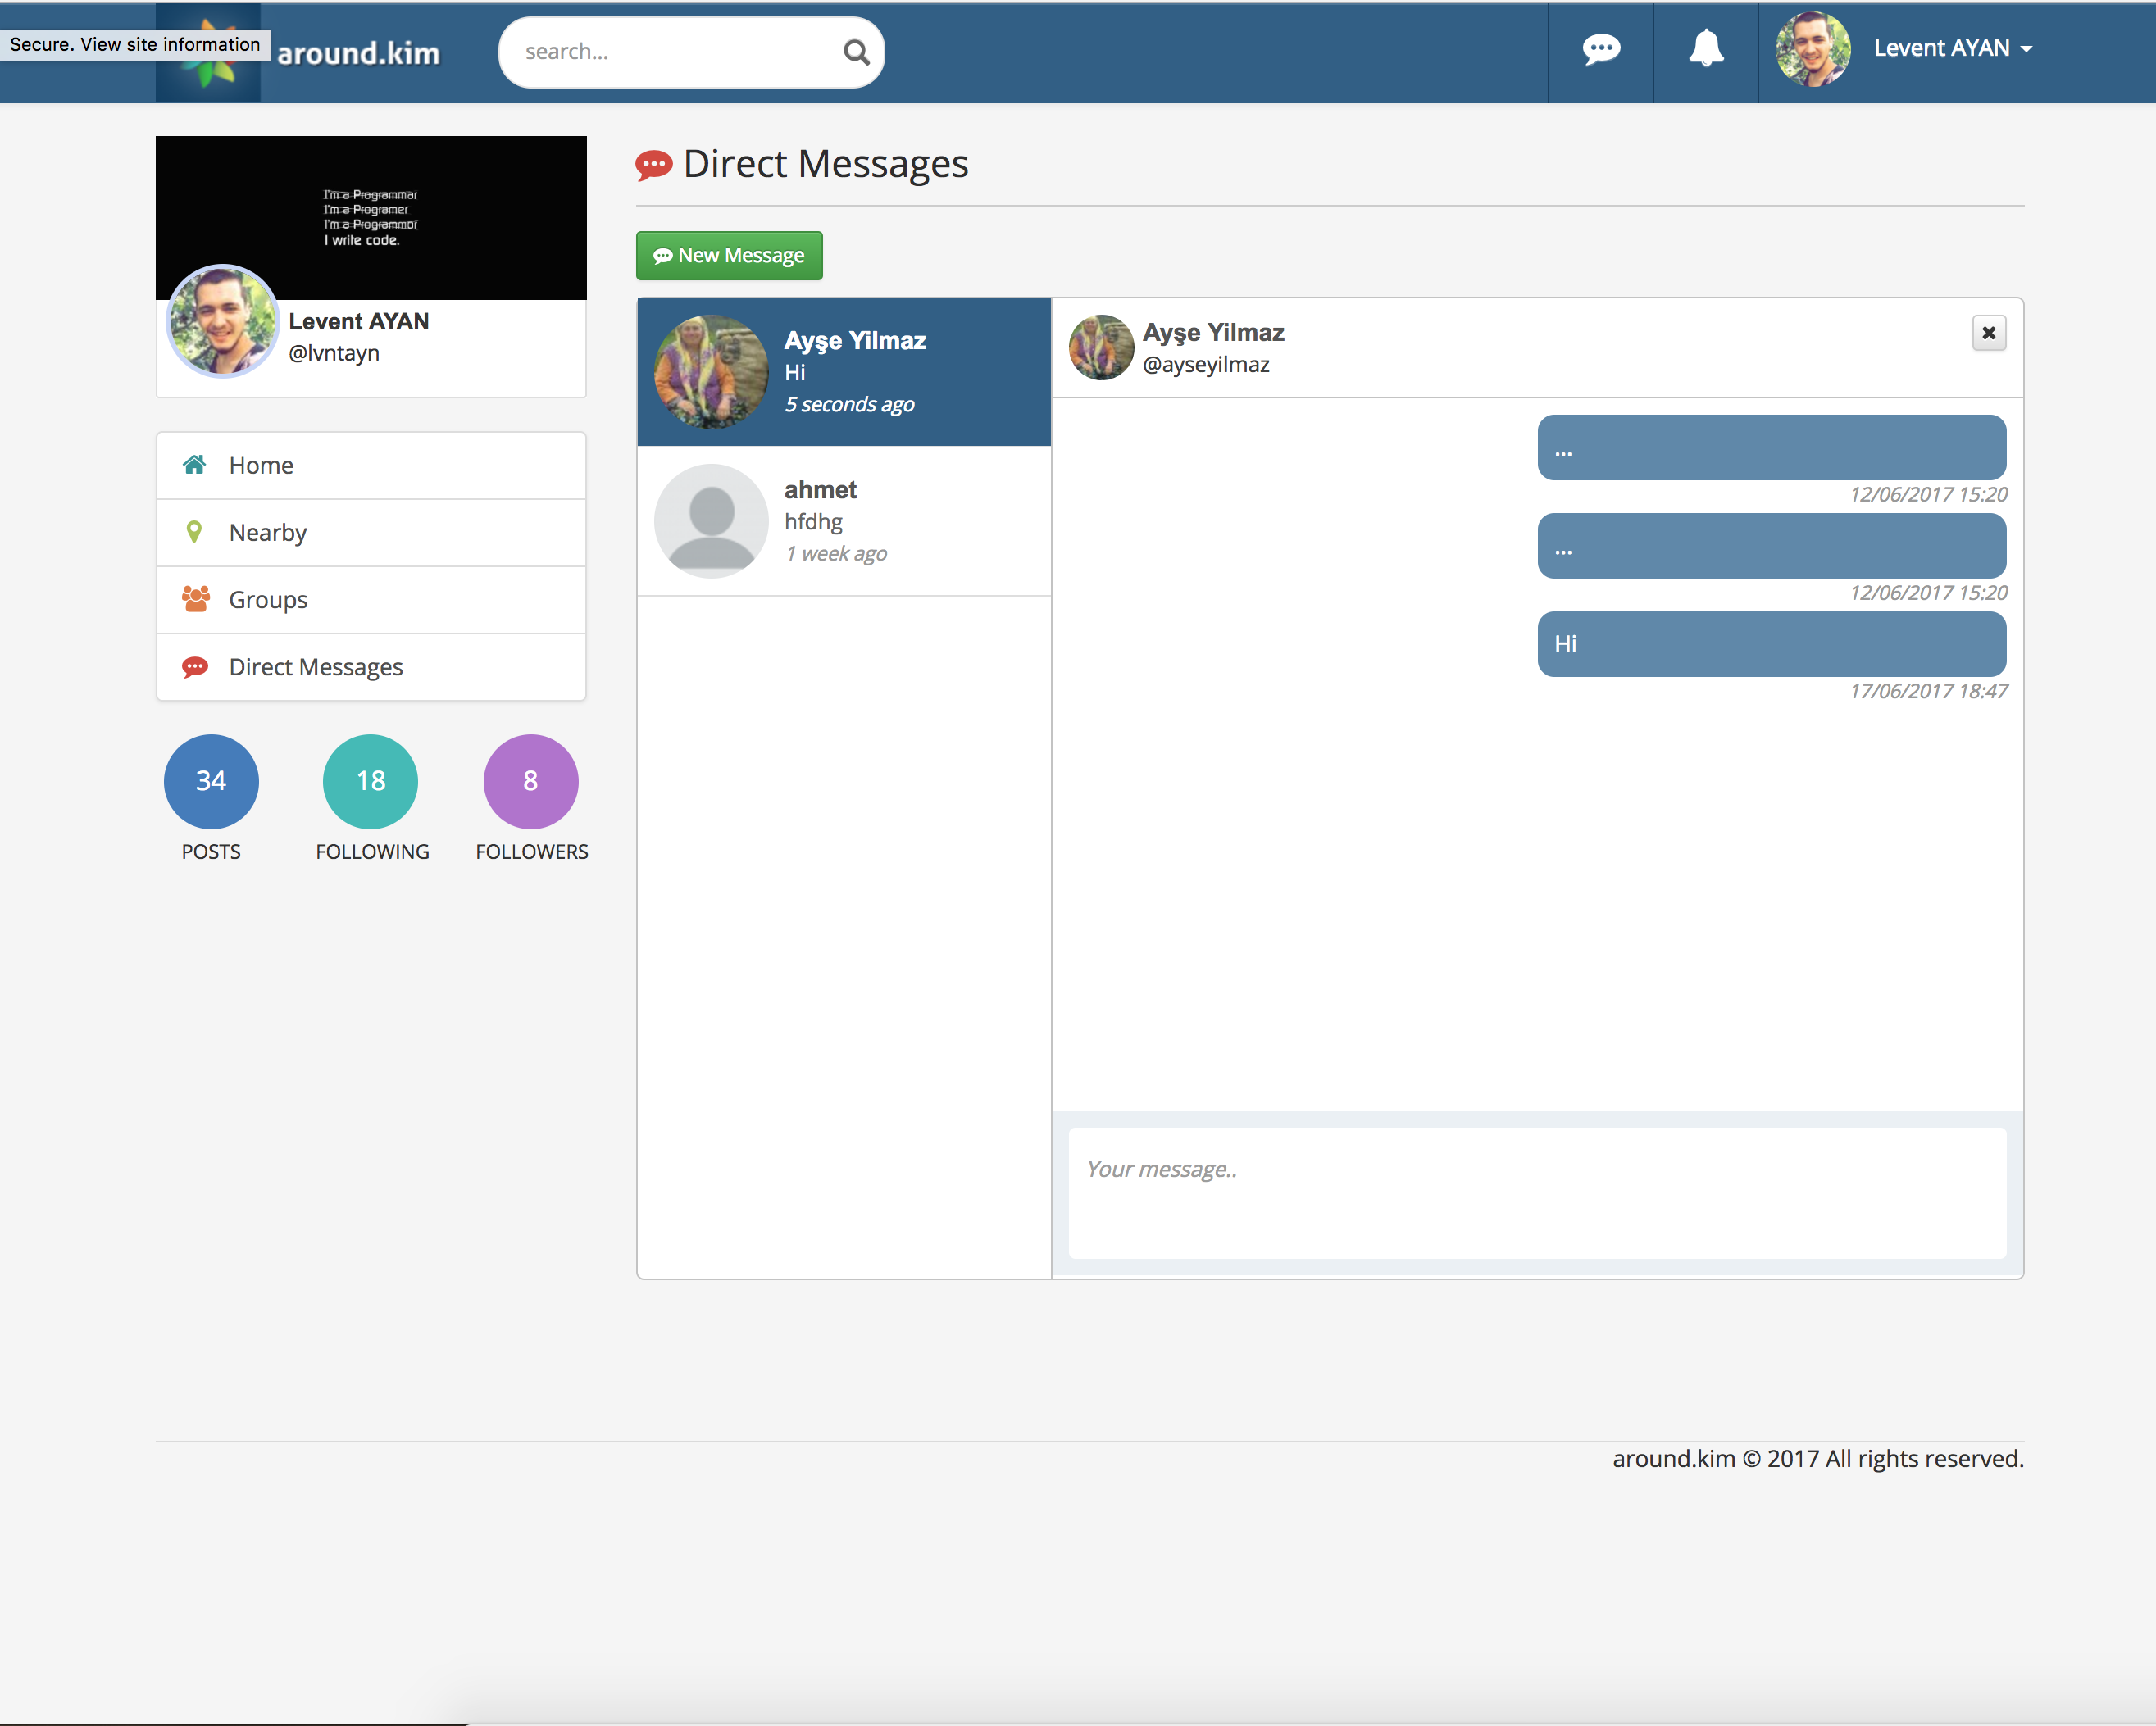 Secure. View site information
around.kim
search...
Levent AYAN
I'm a Programmar
I'm a Programer
I'm a Programmor
I write code.
Levent AYAN
@lvntayn
Home
Nearby
Groups
Direct Messages
34
18
8
POSTS
FOLLOWING
FOLLOWERS
Direct Messages
New Message
Ayşe Yilmaz
Hi
5 seconds ago
ahmet
hfdhg
1 week ago
Ayşe Yilmaz
@ayseyilmaz
...
12/06/2017 15:20
...
12/06/2017 15:20
Hi
17/06/2017 18:47
Your message..
around.kim © 2017 All rights reserved.